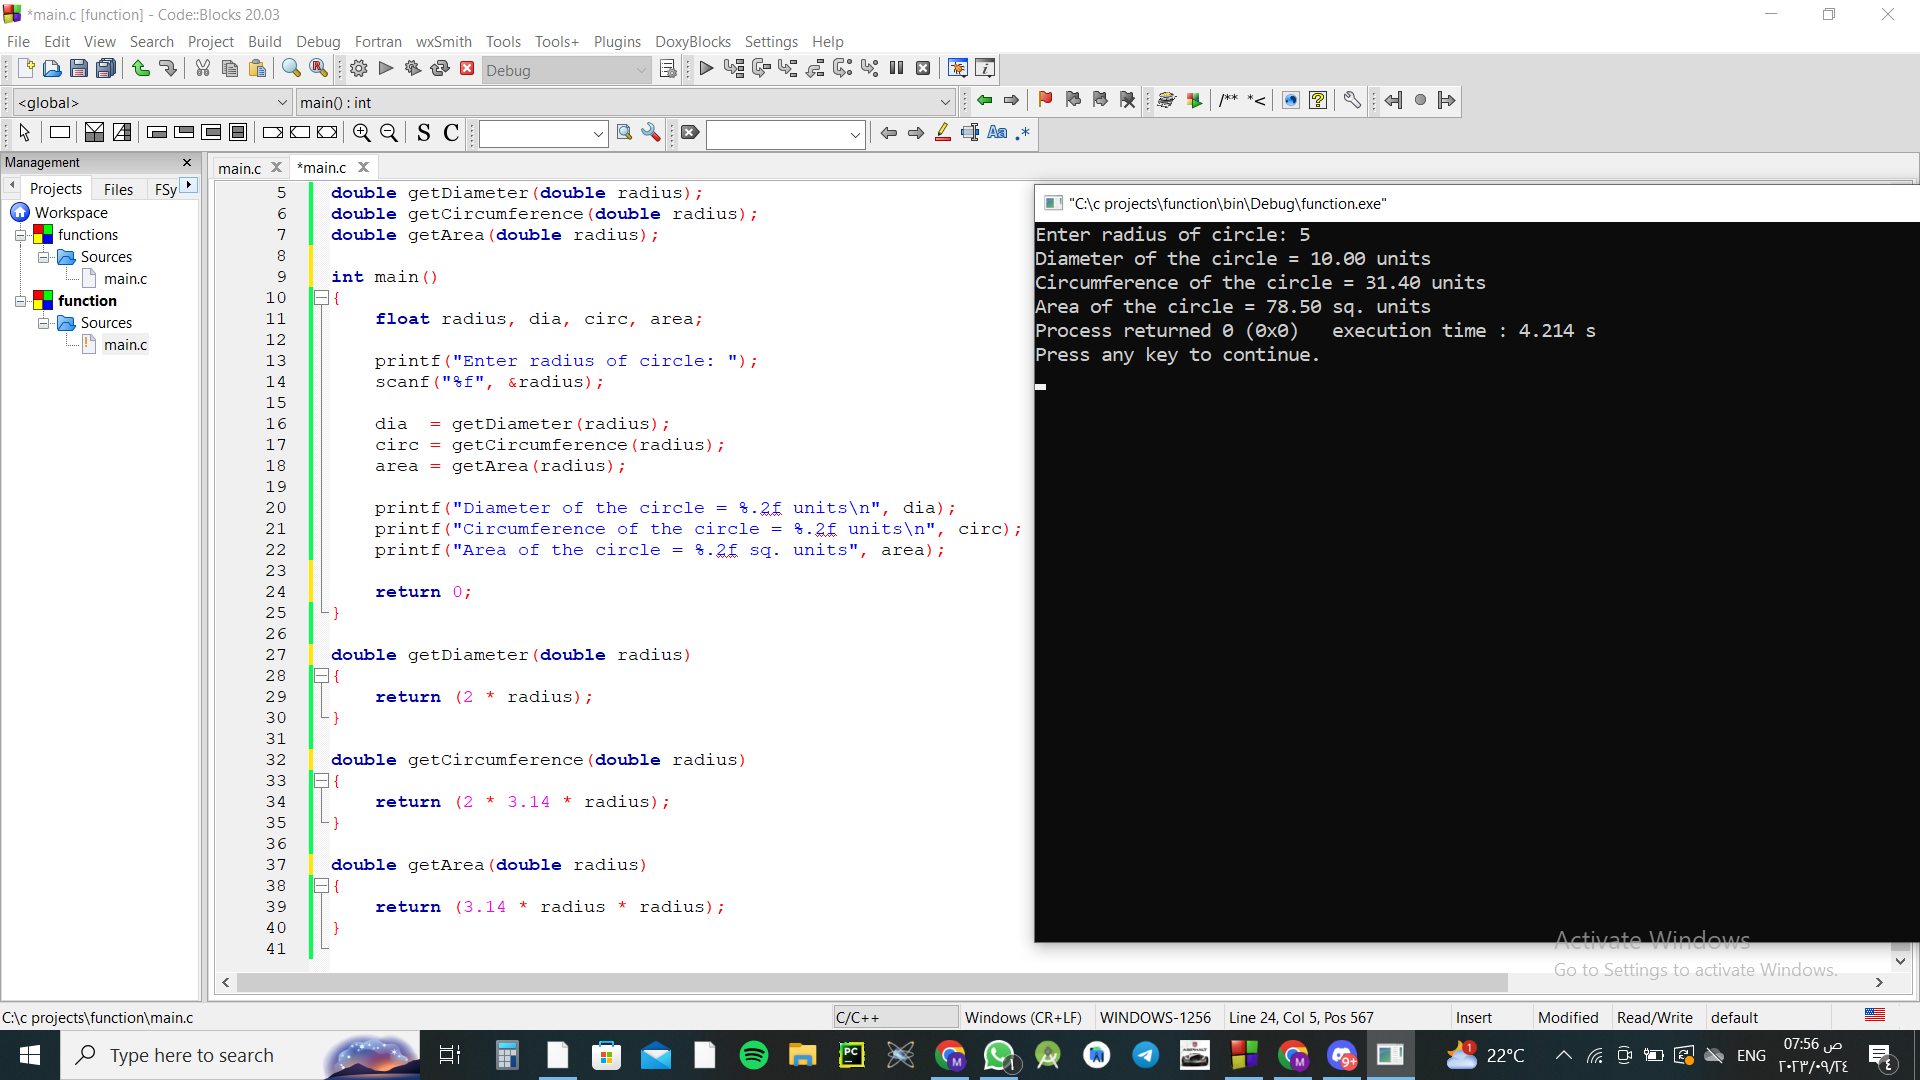 *main.c [function] - Code::Blocks 20.03
File Edit View Search Project Build Debug Fortran wxSmith Tools Tools+ Plugins DoxyBlocks Settings Help
Debug
<global> main() : int
/** *<
S C Aa .*
Management
Projects Files FSy
Workspace
functions
Sources
main.c
function
Sources
main.c
main.c *main.c
5 double getDiameter(double radius);
6 double getCircumference(double radius);
7 double getArea(double radius);
8
9 int main()
10 {
11 float radius, dia, circ, area;
12
13 printf("Enter radius of circle: ");
14 scanf("%f", &radius);
15
16 dia  = getDiameter(radius);
17 circ = getCircumference(radius);
18 area = getArea(radius);
19
20 printf("Diameter of the circle = %.2f units\n", dia);
21 printf("Circumference of the circle = %.2f units\n", circ);
22 printf("Area of the circle = %.2f sq. units", area);
23
24 return 0;
25 }
26
27 double getDiameter(double radius)
28 {
29 return (2 * radius);
30 }
31
32 double getCircumference(double radius)
33 {
34 return (2 * 3.14 * radius);
35 }
36
37 double getArea(double radius)
38 {
39 return (3.14 * radius * radius);
40 }
41
"C:\c projects\function\bin\Debug\function.exe"
Enter radius of circle: 5
Diameter of the circle = 10.00 units
Circumference of the circle = 31.40 units
Area of the circle = 78.50 sq. units
Process returned 0 (0x0)   execution time : 4.214 s
Press any key to continue.
Activate Windows
Go to Settings to activate Windows.
C:\c projects\function\main.c C/C++ Windows (CR+LF) WINDOWS-1256 Line 24, Col 5, Pos 567 Insert Modified Read/Write default
Type here to search 22°C ENG 07:56 ص
٢٠٢٣/٠٩/٢٤